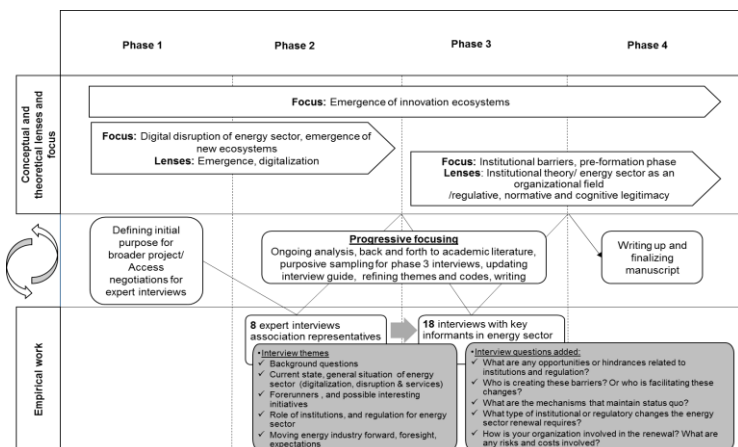 Phase 1
Phase 2
Phase 3
Phase 4
Conceptual and
theoretical lenses and
focus
Focus: Emergence of innovation ecosystems
Focus: Digital disruption of energy sector, emergence of
new ecosystems
Lenses: Emergence, digitalization
Focus: Institutional barriers, pre-formation phase
Lenses: Institutional theory/ energy sector as an
organizational field
/regulative, normative and cognitive legitimacy
Defining initial
purpose for
broader project/
Access
negotiations for
expert interviews
Progressive focusing
Ongoing analysis, back and forth to academic literature,
purposive sampling for phase 3 interviews, updating
interview guide, refining themes and codes, writing
Writing up and
finalizing
manuscript
Empirical work
8 expert interviews
association representatives
•Interview themes
✓ Background questions
✓ Current state, general situation of energy
sector (digitalization, disruption & services)
✓ Forerunners , and possible interesting
initiatives
✓ Role of institutions, and regulation for energy
sector
✓ Moving energy industry forward, foresight,
expectations
18 interviews with key
informants in energy sector
•Interview questions added:
✓ What are any opportunities or hindrances related to
institutions and regulation?
✓ Who is creating these barriers? Or who is facilitating these
changes?
✓ What are the mechanisms that maintain status quo?
✓ What type of institutional or regulatory changes the energy
sector renewal requires?
✓ How is your organization involved in the renewal? What are
any risks and costs involved?